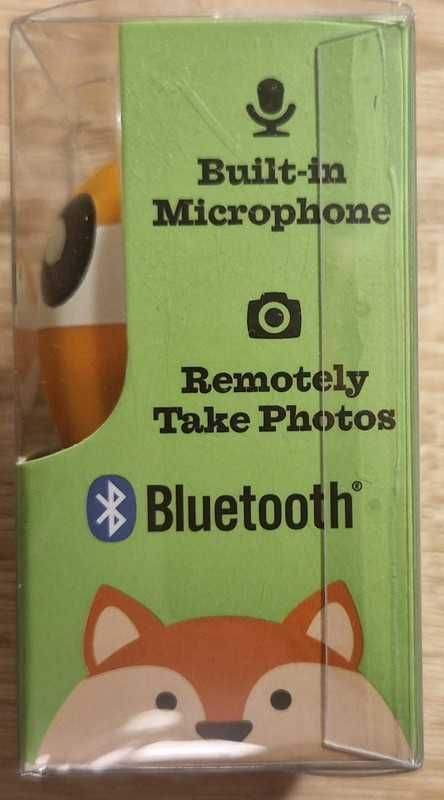 Built-in
Microphone
Remotely
Take Photos
Bluetooth®